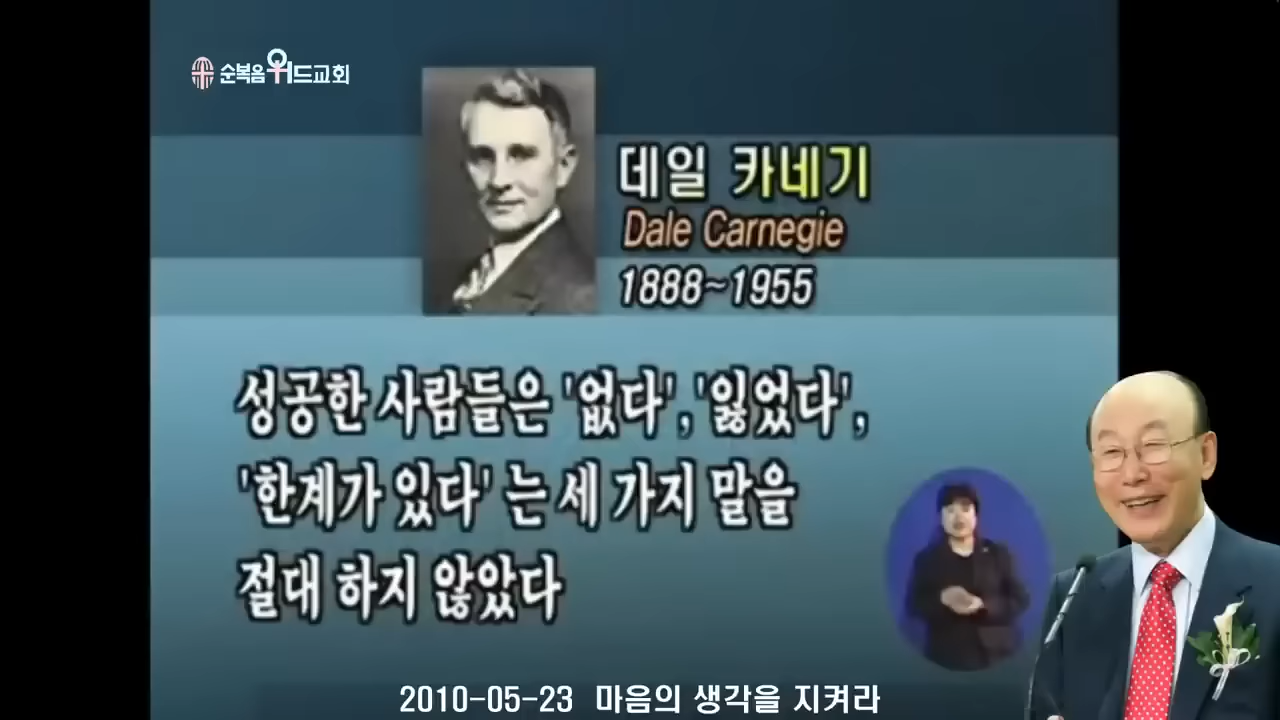 순복음워드교회
데일 카네기
Dale Carnegie
1888~1955
성공한 사람들은 '없다', '잃었다',
'한계가 있다' 는 세 가지 말을
절대 하지 않았다
2010-05-23 마음의 생각을 지켜라